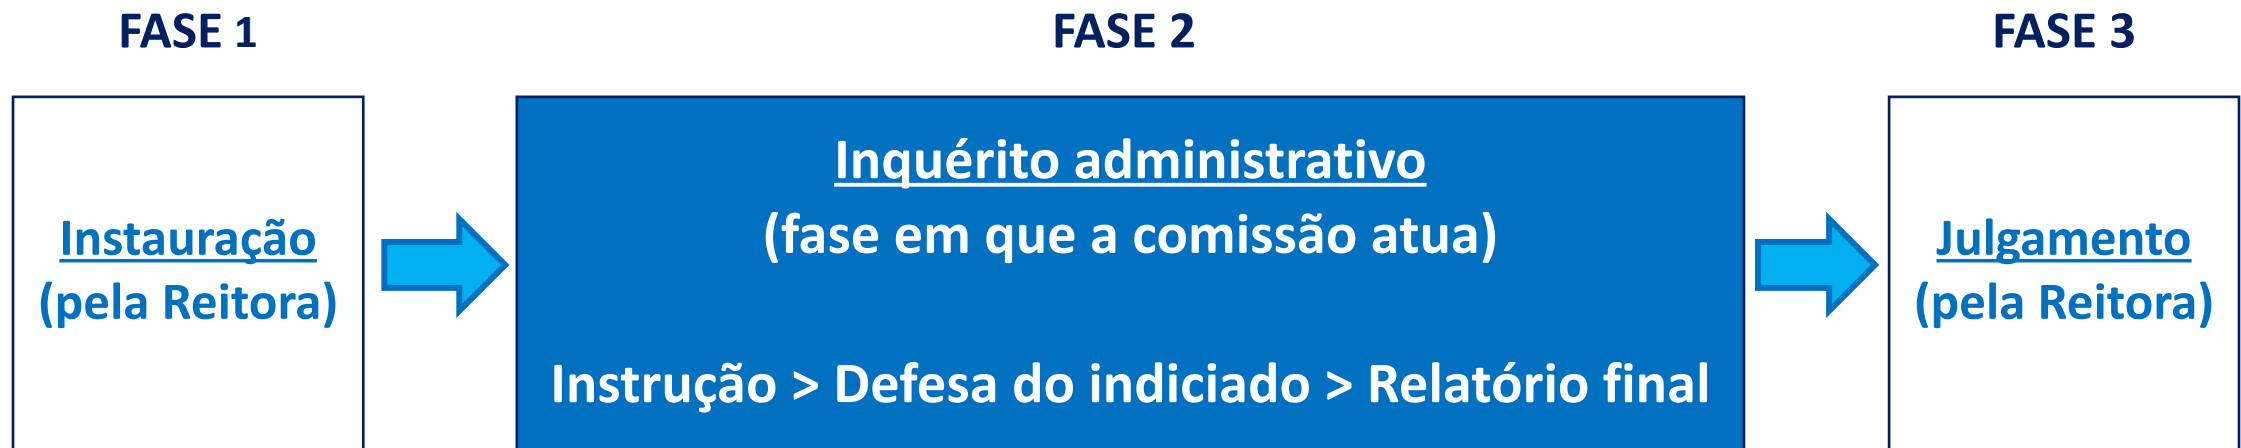 FASE 1
FASE 2
FASE 3
Instauração
(pela Reitora)
Inquérito administrativo
(fase em que a comissão atua)
Instrução > Defesa do indiciado > Relatório final
Julgamento
(pela Reitora)